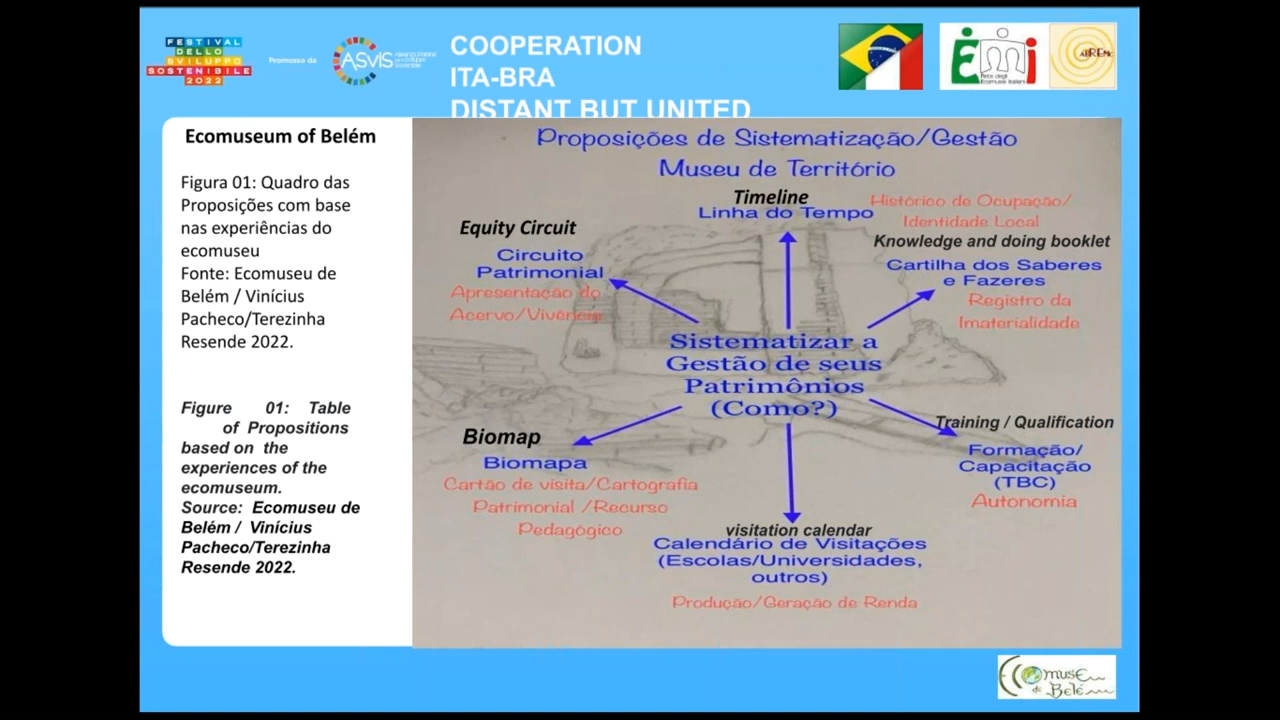 FESTIVAL
DELLO
SVILUPPO
SOSTENIBILE
2022
Promosso da
ASVIS
COOPERATION
ITA-BRA
DISTANT BUT UNITED
Ecomuseum of Belém
Figura 01: Quadro das
Proposições com base
nas experiências do
ecomuseu
Fonte: Ecomuseu de
Belém / Vinícius
Pacheco/Terezinha
Resende 2022.
Figure 01: Table
of Propositions
based on the
experiences of the
ecomuseum.
Source: Ecomuseu de
Belém / Vinícius
Pacheco/Terezinha
Resende 2022.
Proposições de Sistematização/Gestão
Museu de Território
Timeline
Linha do Tempo
Histórico de Ocupação/
Identidade Local
Equity Circuit
Circuito
Patrimonial
Apresentação do
Acervo/Vivência
Knowledge and doing booklet
Cartilha dos Saberes
e Fazeres
Registro da
Imaterialidade
Sistematizar a
Gestão de seus
Patrimônios
(Como?)
Biomap
Biomapa
Cartão de visita/Cartografia
Patrimonial /Recurso
Pedagógico
Training / Qualification
Formação/
Capacitação
(TBC)
Autonomia
visitation calendar
Calendário de Visitações
(Escolas/Universidades,
outros)
Produção/Geração de Renda